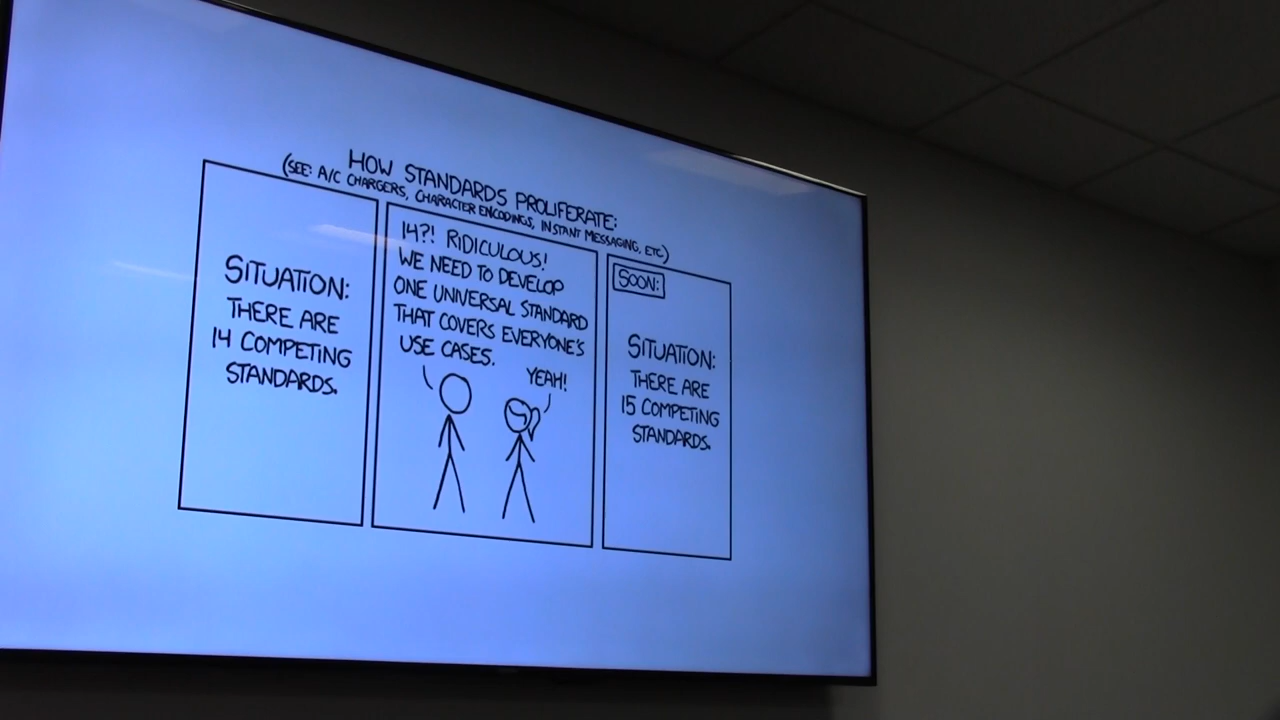 HOW STANDARDS PROLIFERATE:
(SEE: A/C CHARGERS, CHARACTER ENCODINGS, INSTANT MESSAGING, ETC.)
SITUATION:
THERE ARE
14 COMPETING
STANDARDS.
14?! RIDICULOUS!
WE NEED TO DEVELOP
ONE UNIVERSAL STANDARD
THAT COVERS EVERYONE'S
USE CASES.
YEAH!
SOON:
SITUATION:
THERE ARE
15 COMPETING
STANDARDS.